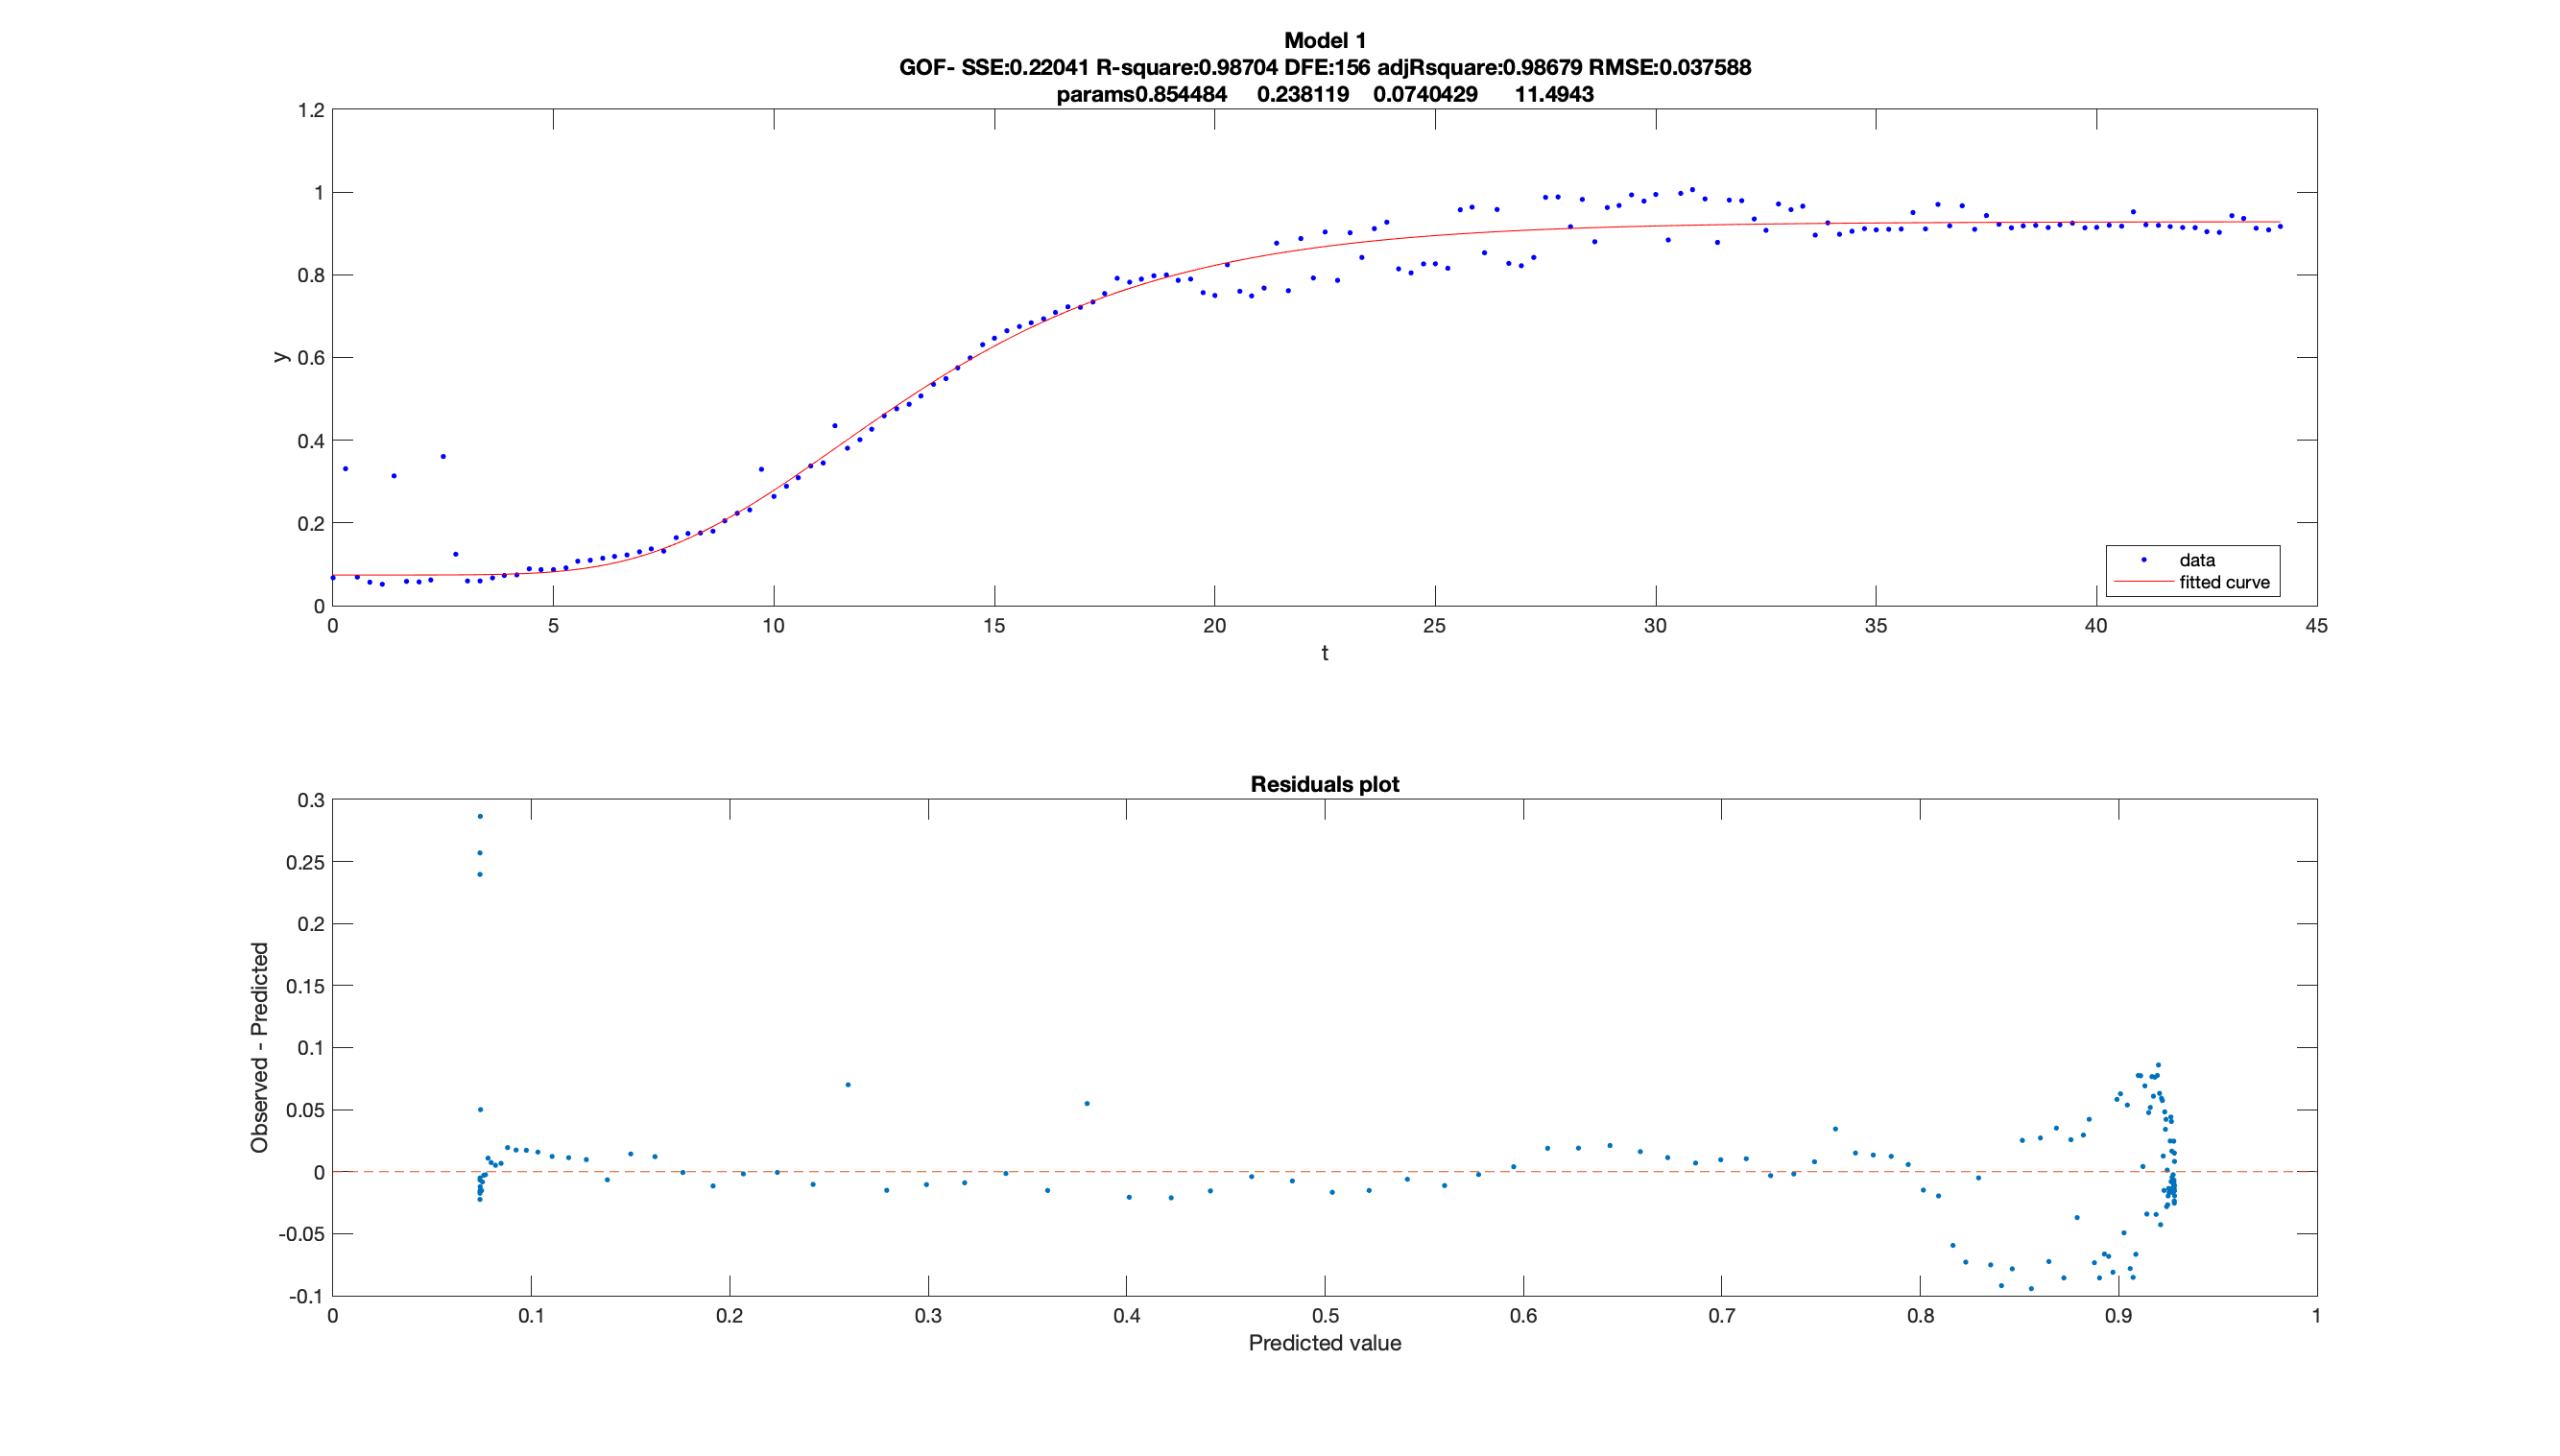 Model 1
GOF- SSE:0.22041 R-square:0.98704 DFE:156 adjRsquare:0.98679 RMSE:0.037588
params0.854484 0.238119 0.0740429 11.4943
1.2
1
0.8
0.6
0.4
0.2
0
y
0 5 10 15 20 25 30 35 40 45
t
data
fitted curve
Residuals plot
0.3
0.25
0.2
0.15
0.1
0.05
0
-0.05
-0.1
Observed - Predicted
0 0.1 0.2 0.3 0.4 0.5 0.6 0.7 0.8 0.9 1
Predicted value